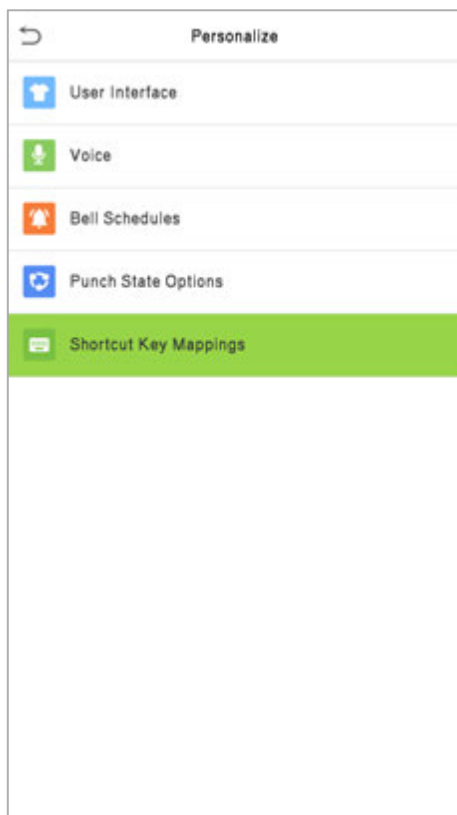 Personalize
User Interface
Voice
Bell Schedules
Punch State Options
Shortcut Key Mappings